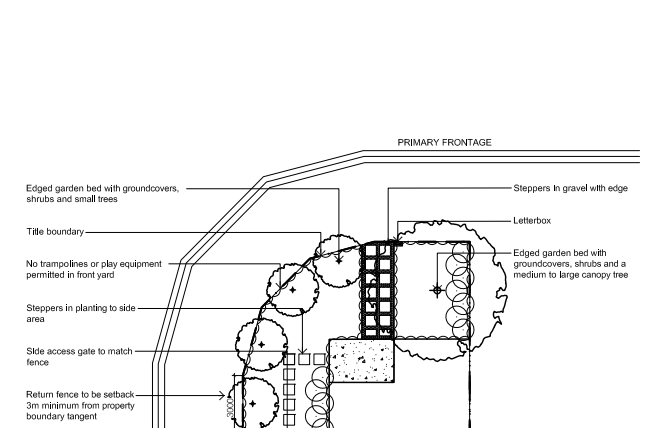 PRIMARY FRONTAGE
Edged garden bed with groundcovers,
shrubs and small trees
Title boundary
No trampolines or play equipment
permitted in front yard
Steppers in planting to side
area
Side access gate to match
fence
Return fence to be setback
3m minimum from property
boundary tangent
3000
Steppers in gravel with edge
Letterbox
Edged garden bed with
groundcovers, shrubs and a
medium to large canopy tree